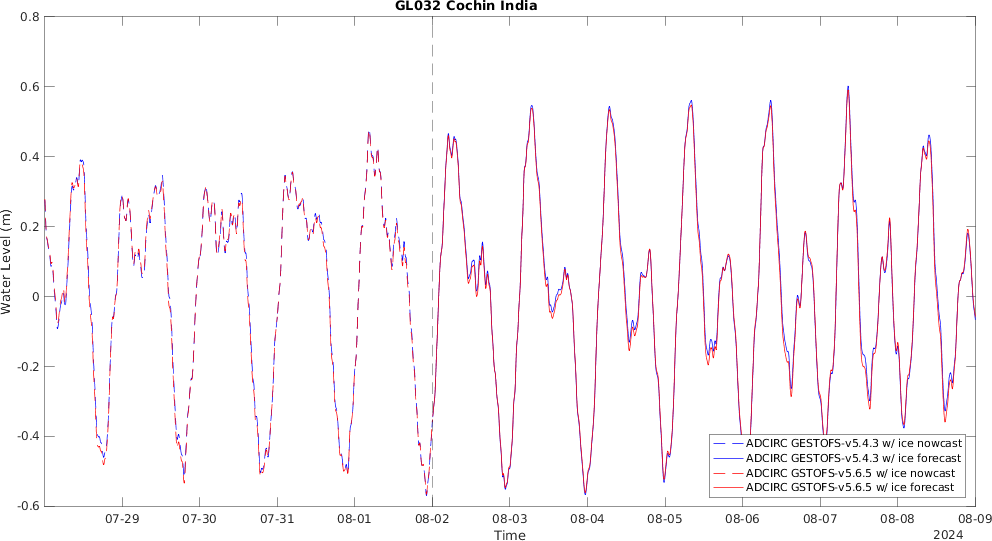 GL032 Cochin India
0.8
0.6
0.4
0.2
0
-0.2
-0.4
-0.6
Water Level (m)
ADCIRC GESTOFS-v5.4.3 w/ ice nowcast
ADCIRC GESTOFS-v5.4.3 w/ ice forecast
ADCIRC GSTOFS-v5.6.5 w/ ice nowcast
ADCIRC GSTOFS-v5.6.5 w/ ice forecast
07-29 07-30 07-31 08-01 08-02 08-03 08-04 08-05 08-06 08-07 08-08 08-09
Time
2024